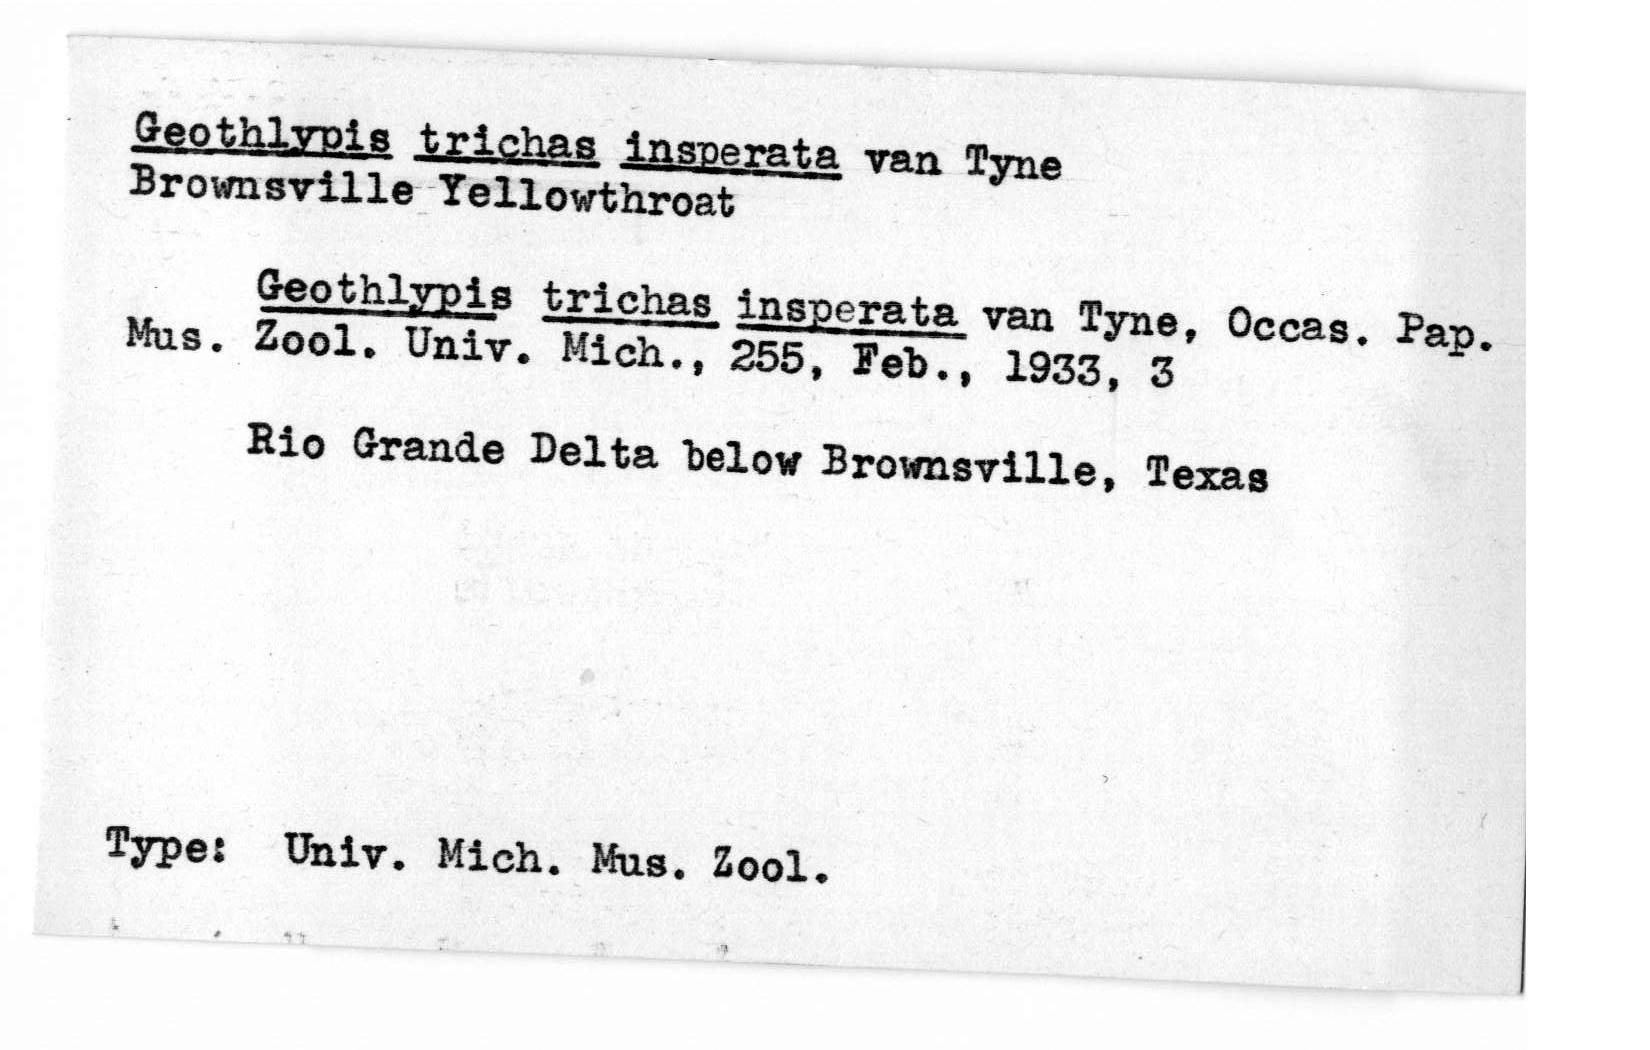 Geothlypis trichas insperata van Tyne
Brownsville Yellowthroat
Geothlypis trichas insperata van Tyne, Occas. Pap.
Mus. Zool. Univ. Mich., 255, Feb., 1933, 3
Rio Grande Delta below Brownsville, Texas
Type: Univ. Mich. Mus. Zool.